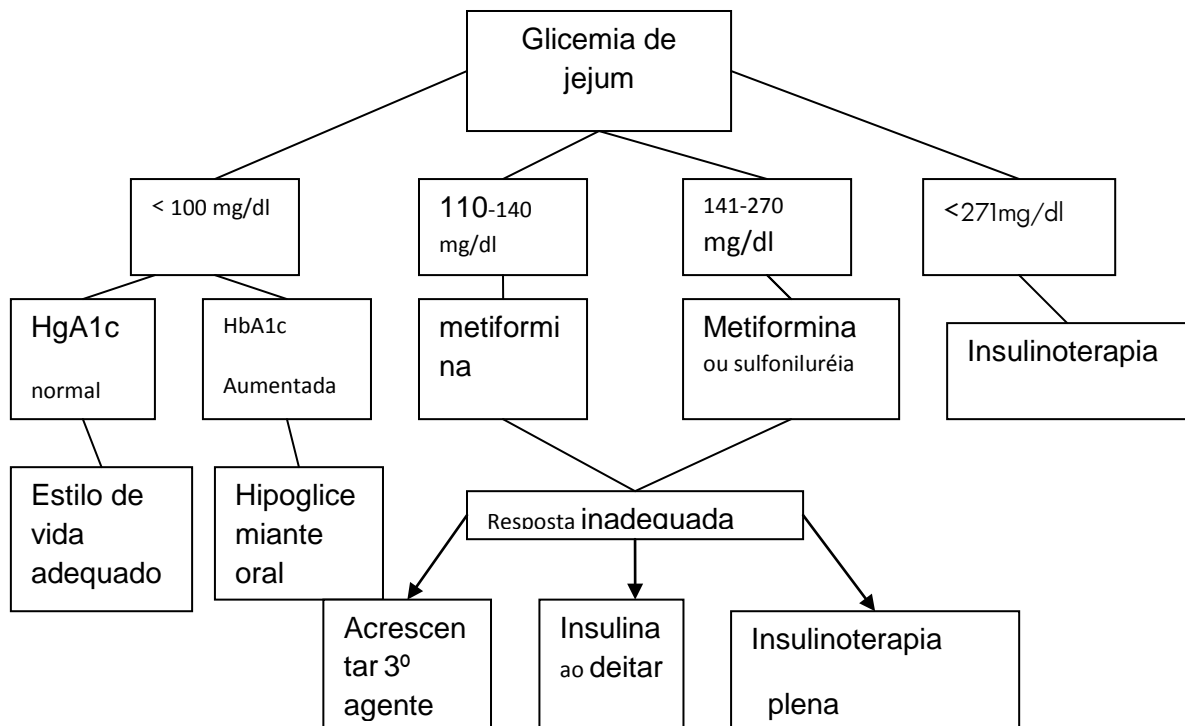 Glicemia de
jejum
< 100 mg/dl
110-140
mg/dl
141-270
mg/dl
<271mg/dl
HgA1c
normal
HbA1c
Aumentada
metiformi
na
Metiformina
ou sulfoniluréia
Insulinoterapia
Estilo de
vida
adequado
Hipoglice
miante
oral
Resposta inadequada
Acrescen
tar 3º
agente
Insulina
ao deitar
Insulinoterapia
plena